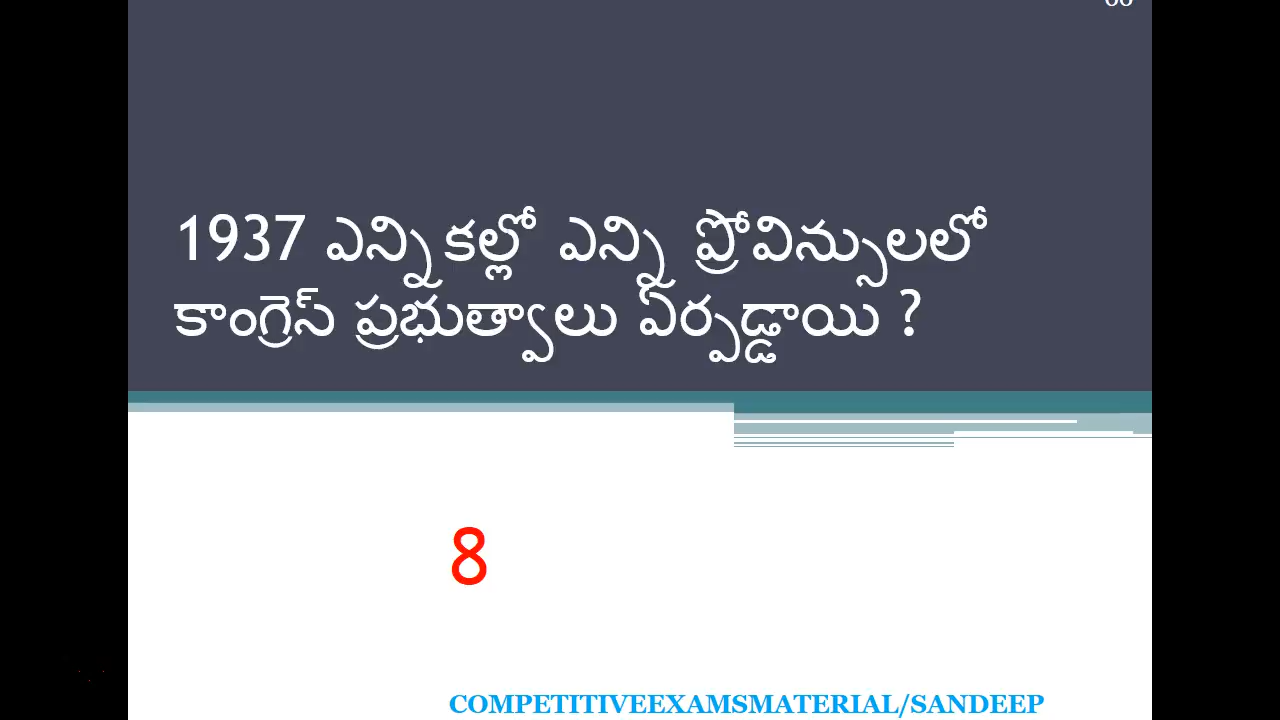 1937 ఎన్నికల్లో ఎన్ని ప్రోవిన్సులలో
కాంగ్రెస్ ప్రభుత్వాలు ఏర్పడ్డాయి ?
8
COMPETITIVEEXAMSMATERIAL/SANDEEP